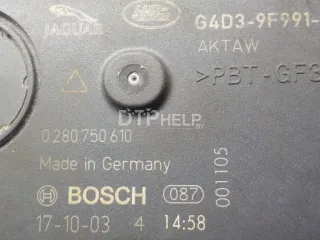 JAGUAR
LAND-ROVER
G4D3-9F991-
AKTAW
>PBT-GF3
DTPHELP.BY
0 280 750 610
Made in Germany
001105
BOSCH 087
17-10-03 4 14:58